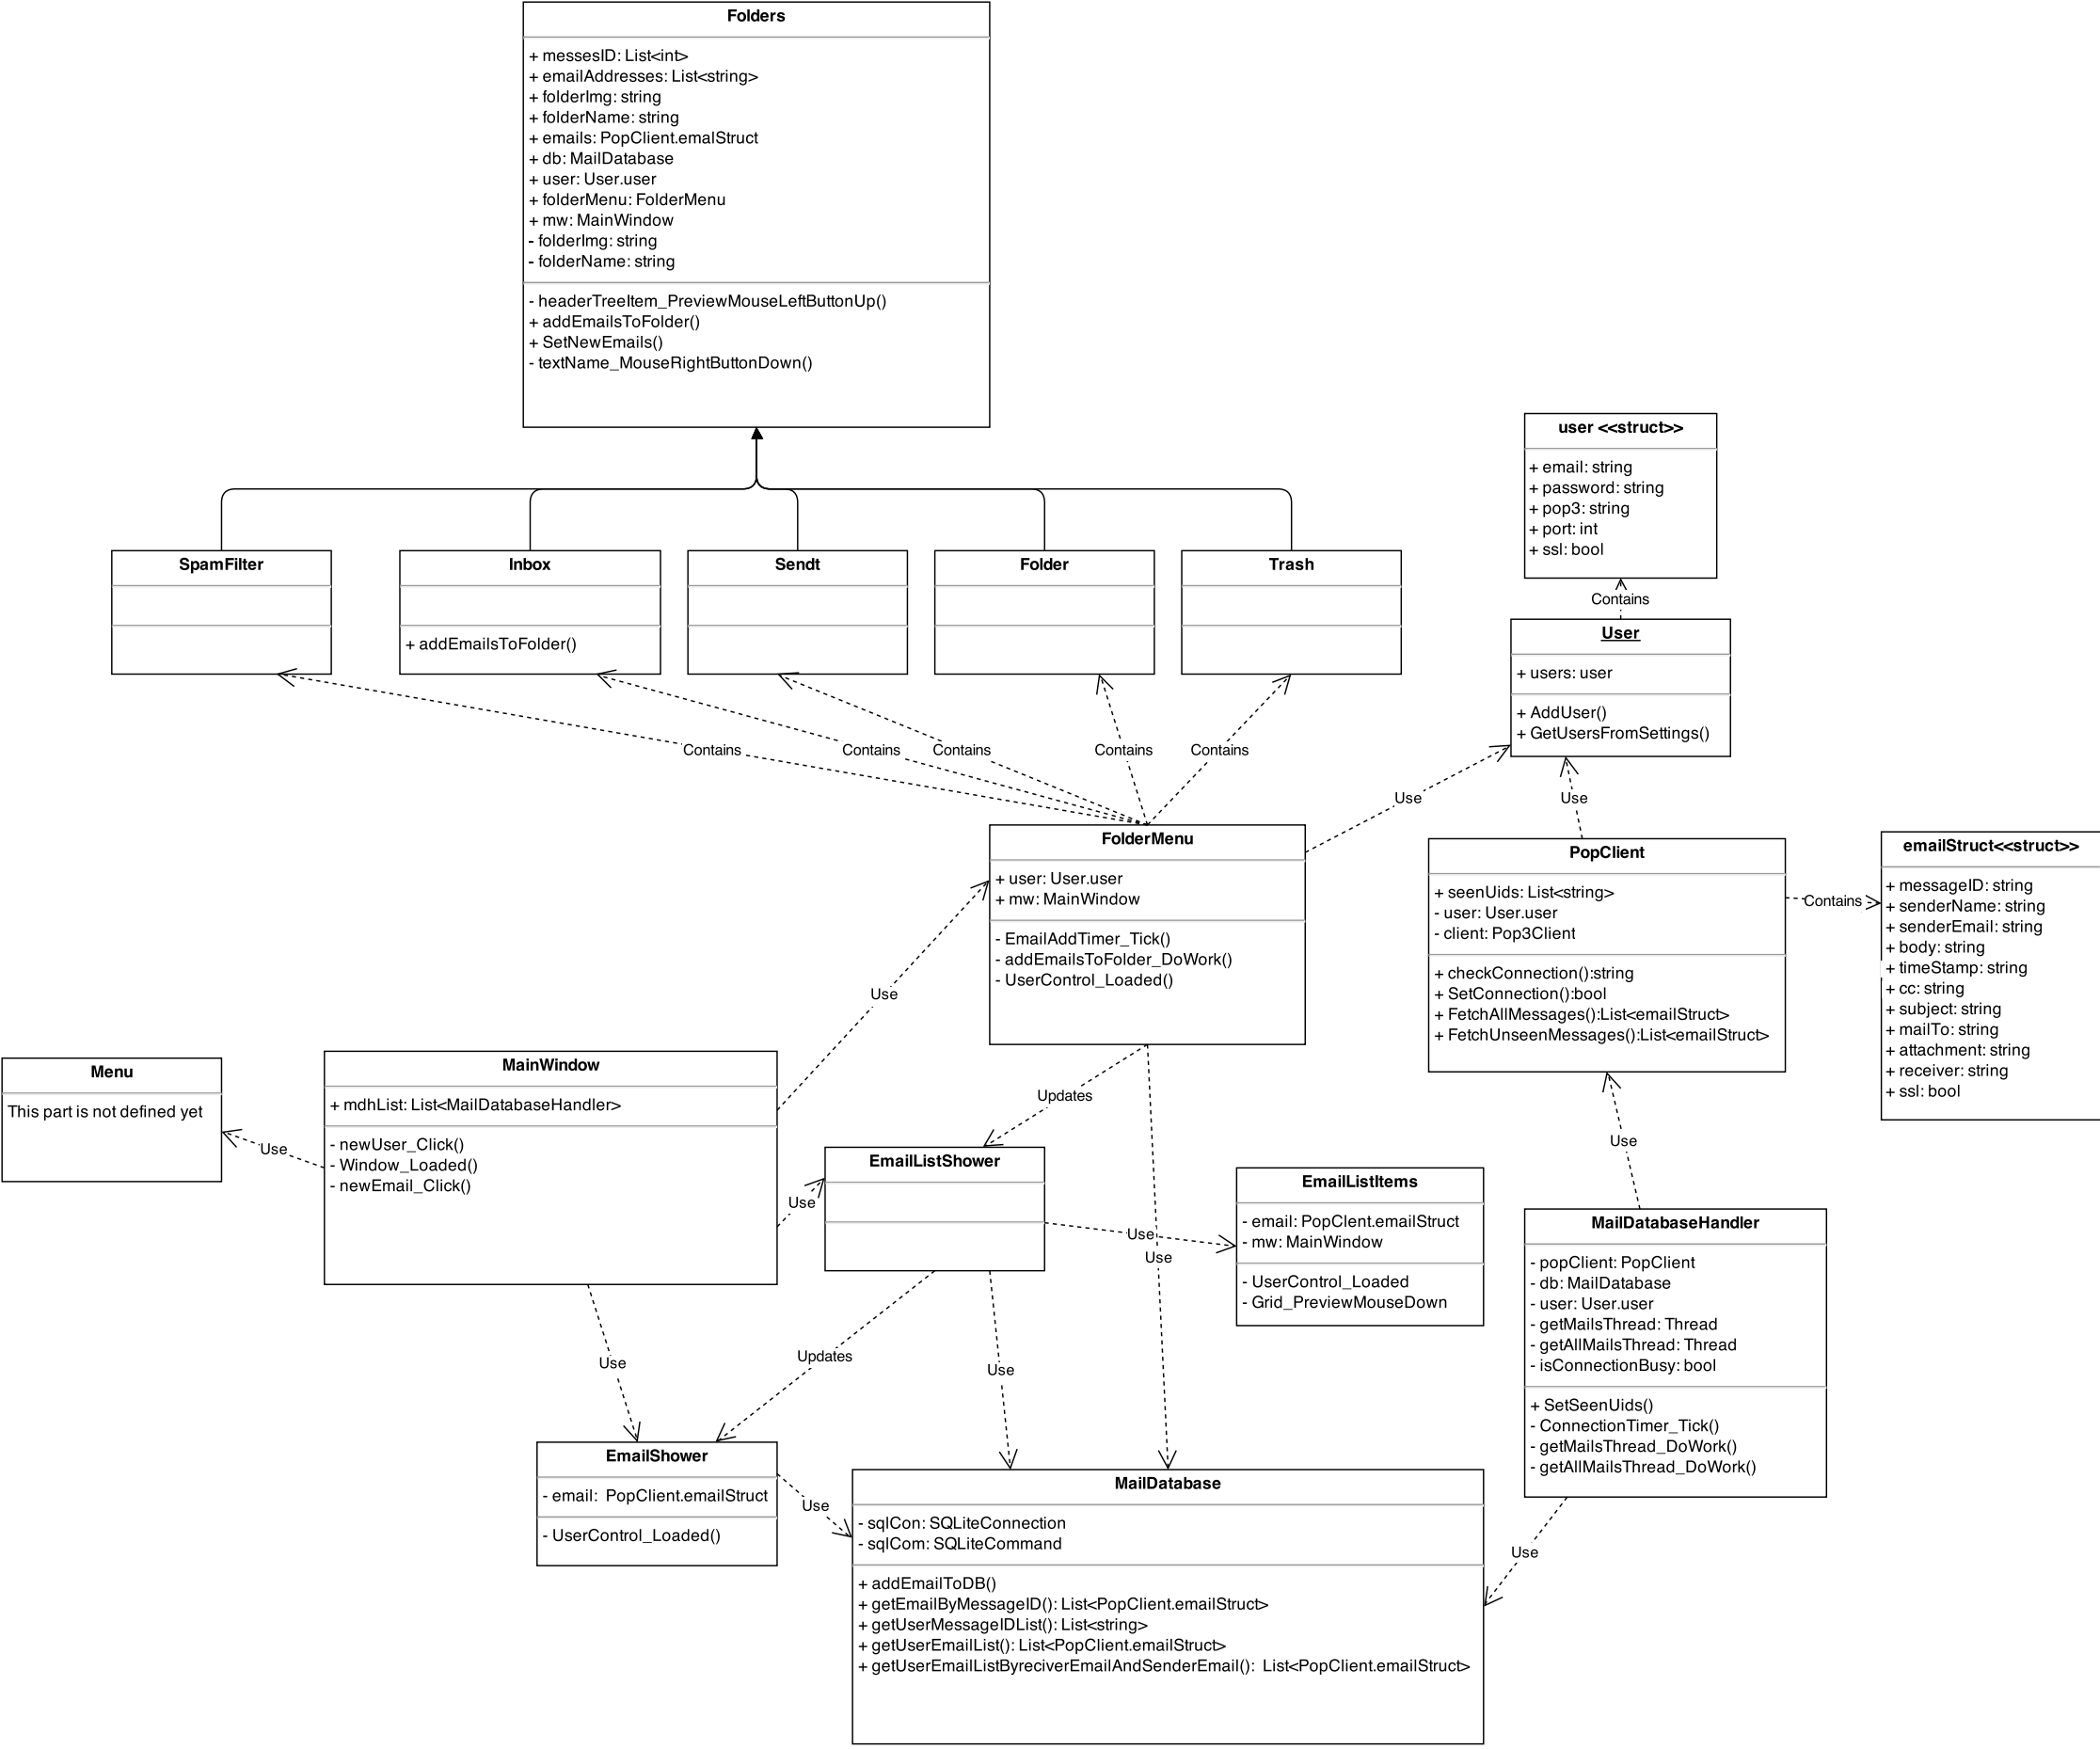 Folders
+ messesID: List<int>
+ emailAddresses: List<string>
+ folderImg: string
+ folderName: string
+ emails: PopClient.emalStruct
+ db: MailDatabase
+ user: User.user
+ folderMenu: FolderMenu
+ mw: MainWindow
- folderImg: string
- folderName: string
- headerTreeItem_PreviewMouseLeftButtonUp()
+ addEmailsToFolder()
+ SetNewEmails()
- textName_MouseRightButtonDown()
user <<struct>>
+ email: string
+ password: string
+ pop3: string
+ port: int
+ ssl: bool
Contains
SpamFilter
Inbox
+ addEmailsToFolder()
Sendt
Folder
Trash
User
+ users: user
+ AddUser()
+ GetUsersFromSettings()
Contains
Contains
Contains
Contains
Contains
Use
Use
FolderMenu
+ user: User.user
+ mw: MainWindow
- EmailAddTimer_Tick()
- addEmailsToFolder_DoWork()
- UserControl_Loaded()
PopClient
+ seenUids: List<string>
- user: User.user
- client: Pop3Client
+ checkConnection():string
+ SetConnection():bool
+ FetchAllMessages():List<emailStruct>
+ FetchUnseenMessages():List<emailStruct>
Contains
emailStruct<<struct>>
+ messageID: string
+ senderName: string
+ senderEmail: string
+ body: string
+ timeStamp: string
+ cc: string
+ subject: string
+ mailTo: string
+ attachment: string
+ receiver: string
+ ssl: bool
Use
Menu
This part is not defined yet
Use
MainWindow
+ mdhList: List<MailDatabaseHandler>
- newUser_Click()
- Window_Loaded()
- newEmail_Click()
Updates
Use
Use
EmailListShower
Use
Use
EmailListItems
- email: PopClent.emailStruct
- mw: MainWindow
- UserControl_Loaded
- Grid_PreviewMouseDown
MailDatabaseHandler
- popClient: PopClient
- db: MailDatabase
- user: User.user
- getMailsThread: Thread
- getAllMailsThread: Thread
- isConnectionBusy: bool
+ SetSeenUids()
- ConnectionTimer_Tick()
- getMailsThread_DoWork()
- getAllMailsThread_DoWork()
Use
Updates
Use
EmailShower
- email:  PopClient.emailStruct
- UserControl_Loaded()
Use
Use
MailDatabase
- sqlCon: SQLiteConnection
- sqlCom: SQLiteCommand
+ addEmailToDB()
+ getEmailByMessageID(): List<PopClient.emailStruct>
+ getUserMessageIDList(): List<string>
+ getUserEmailList(): List<PopClient.emailStruct>
+ getUserEmailListByreciverEmailAndSenderEmail():  List<PopClient.emailStruct>